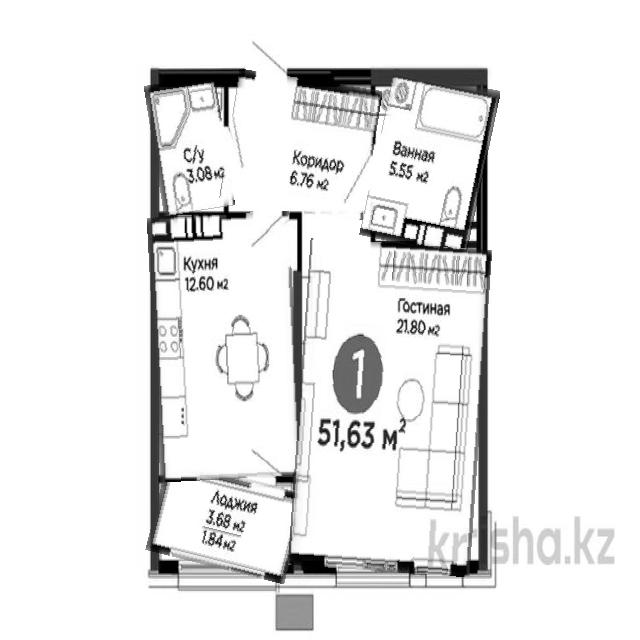 С/у
3.08 м2
Коридор
6.76 м2
Ванная
5.55 м2
Кухня
12.60 м2
Гостиная
21.80 м2
1
51,63 м²
Лоджия
3.68 м2
1.84 м2
krisha.kz